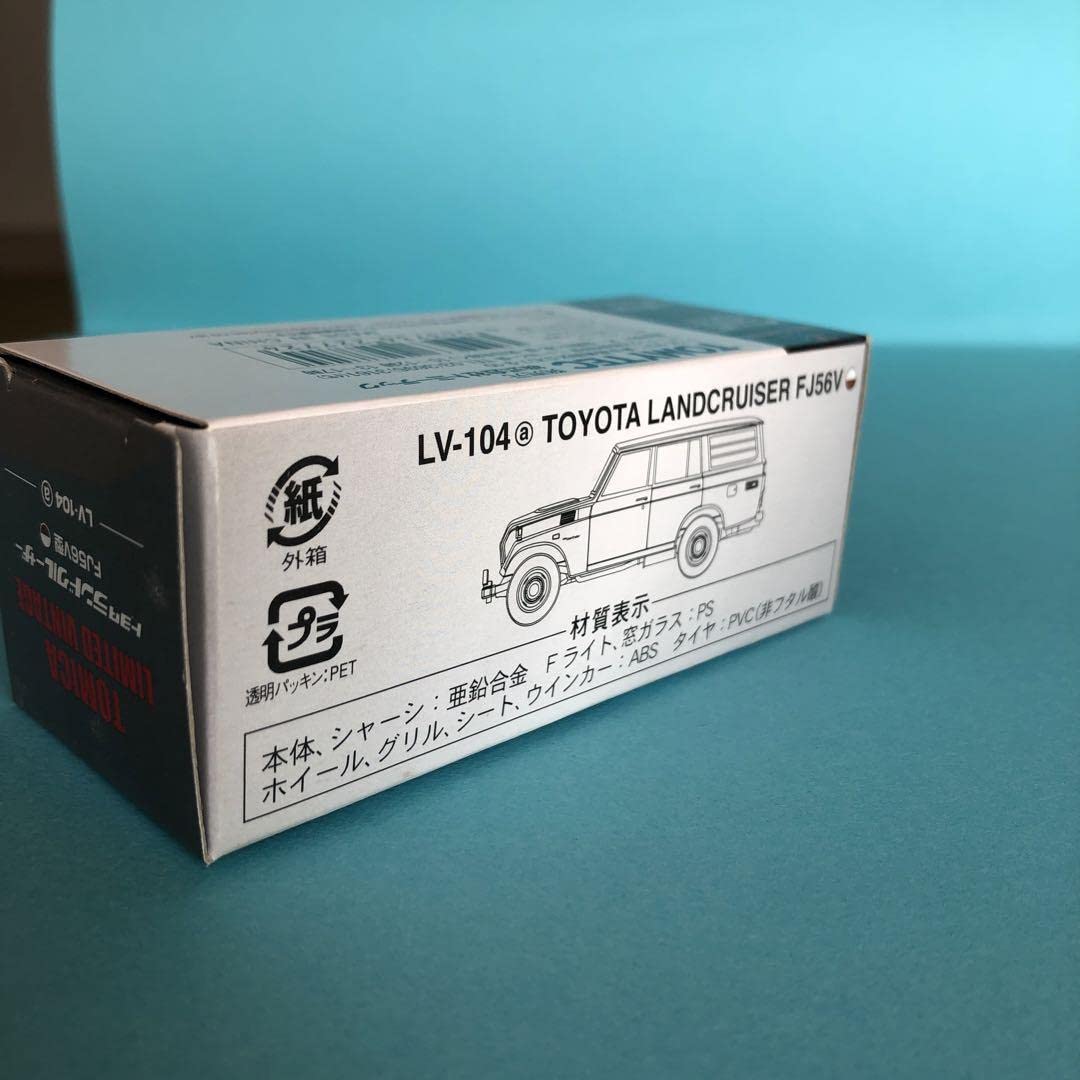 LV-104ⓐ TOYOTA LANDCRUISER FJ56V
紙
外箱
プラ
透明パッキン;PET
材質表示
本体、シャーシ:亜鉛合金 Fライト、窓ガラス:PS
ホイール、グリル、シート、ウインカー:ABS タイヤ:PVC(非フタル酸)
TOMICA
LIMITED VINTAGE
トヨタランドクルーザー
FJ56V型
LV-104 ⓐ